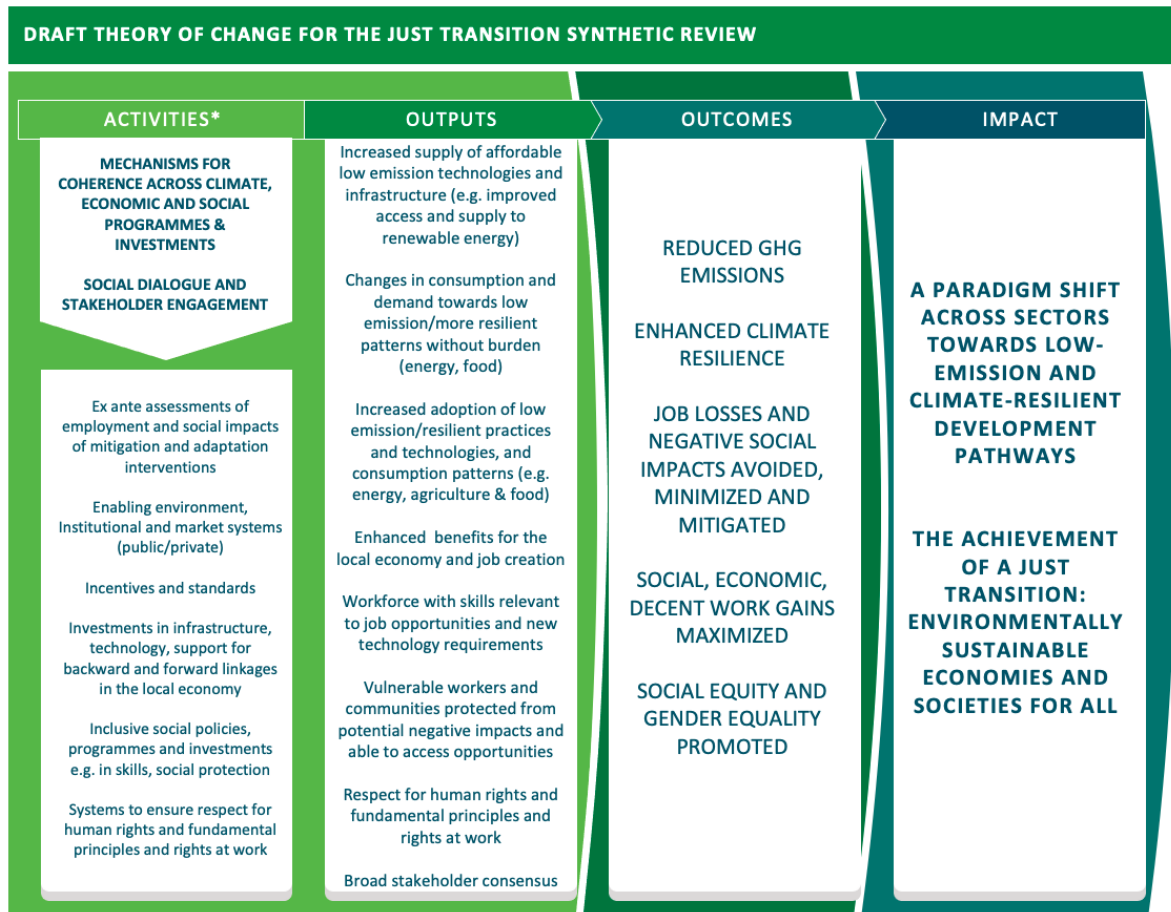 DRAFT THEORY OF CHANGE FOR THE JUST TRANSITION SYNTHETIC REVIEW
ACTIVITIES*
MECHANISMS FOR
COHERENCE ACROSS CLIMATE,
ECONOMIC AND SOCIAL
PROGRAMMES &
INVESTMENTS
SOCIAL DIALOGUE AND
STAKEHOLDER ENGAGEMENT
Ex ante assessments of
employment and social impacts
of mitigation and adaptation
interventions
Enabling environment,
Institutional and market systems
(public/private)
Incentives and standards
Investments in infrastructure,
technology, support for
backward and forward linkages
in the local economy
Inclusive social policies,
programmes and investments
e.g. in skills, social protection
Systems to ensure respect for
human rights and fundamental
principles and rights at work
OUTPUTS
Increased supply of affordable
low emission technologies and
infrastructure (e.g. improved
access and supply to
renewable energy)
Changes in consumption and
demand towards low
emission/more resilient
patterns without burden
(energy, food)
Increased adoption of low
emission/resilient practices
and technologies, and
consumption patterns (e.g.
energy, agriculture & food)
Enhanced benefits for the
local economy and job creation
Workforce with skills relevant
to job opportunities and new
technology requirements
Vulnerable workers and
communities protected from
potential negative impacts and
able to access opportunities
Respect for human rights and
fundamental principles and
rights at work
Broad stakeholder consensus
OUTCOMES
REDUCED GHG
EMISSIONS
ENHANCED CLIMATE
RESILIENCE
JOB LOSSES AND
NEGATIVE SOCIAL
IMPACTS AVOIDED,
MINIMIZED AND
MITIGATED
SOCIAL, ECONOMIC,
DECENT WORK GAINS
MAXIMIZED
SOCIAL EQUITY AND
GENDER EQUALITY
PROMOTED
IMPACT
A PARADIGM SHIFT
ACROSS SECTORS
TOWARDS LOW-
EMISSION AND
CLIMATE-RESILIENT
DEVELOPMENT
PATHWAYS
THE ACHIEVEMENT
OF A JUST
TRANSITION:
ENVIRONMENTALLY
SUSTAINABLE
ECONOMIES AND
SOCIETIES FOR ALL